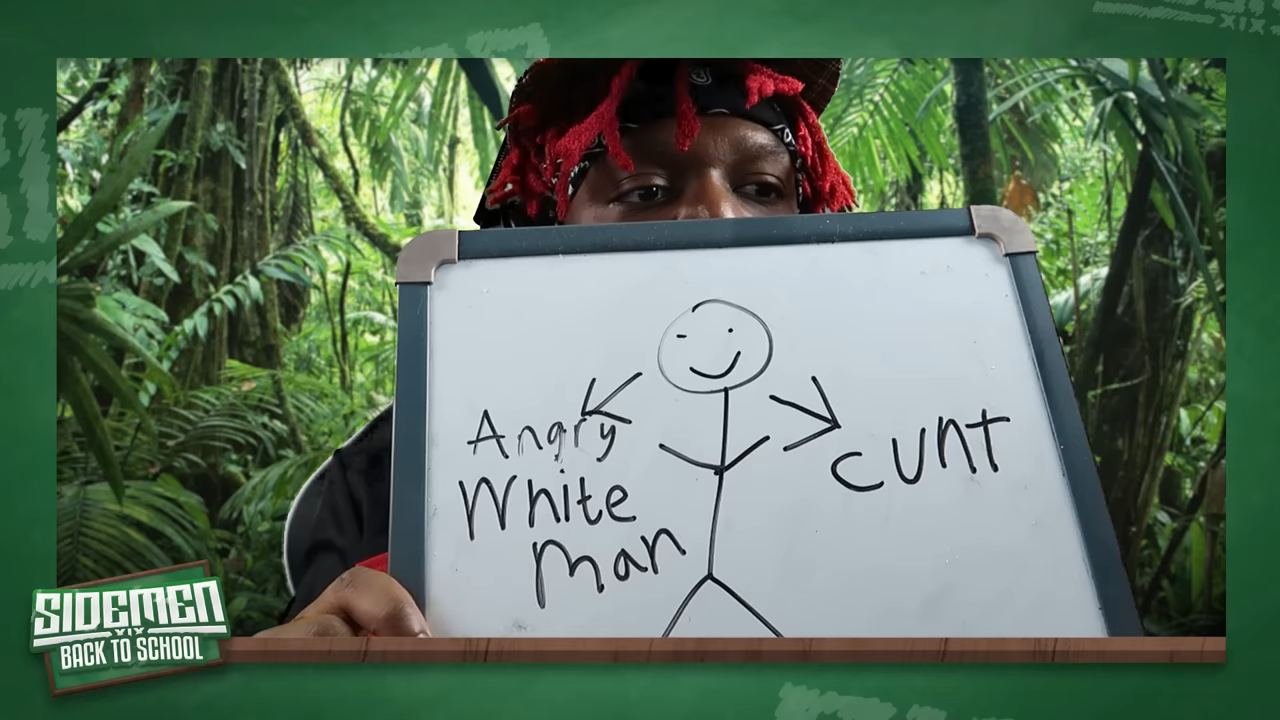 Angry
White
Man
CUNT
SIDEMEN
XIX
BACK TO SCHOOL